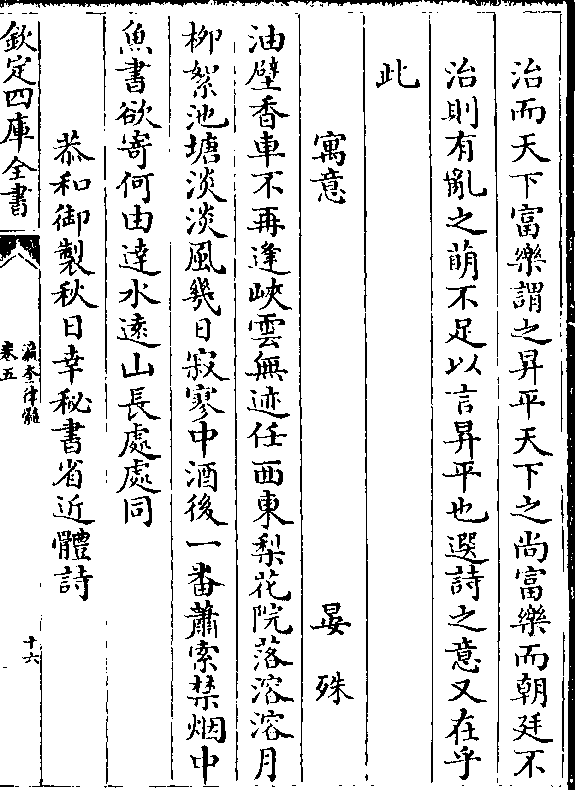 治而天下富樂謂之昇平天下之尚富樂而朝廷不
治則有亂之萌不足以言昇平也選詩之意又在乎
此
寓意 晏殊
油壁香車不再逢峽雲無迹任西東梨花院落溶溶月
柳絮池塘淡淡風幾日寂寥中酒後一番蕭索禁烟中
魚書欲寄何由達水逺山長處處同
恭和御製秋日幸秘書省近體詩
欽定四庫全書
瀛奎律髓
卷五
十六